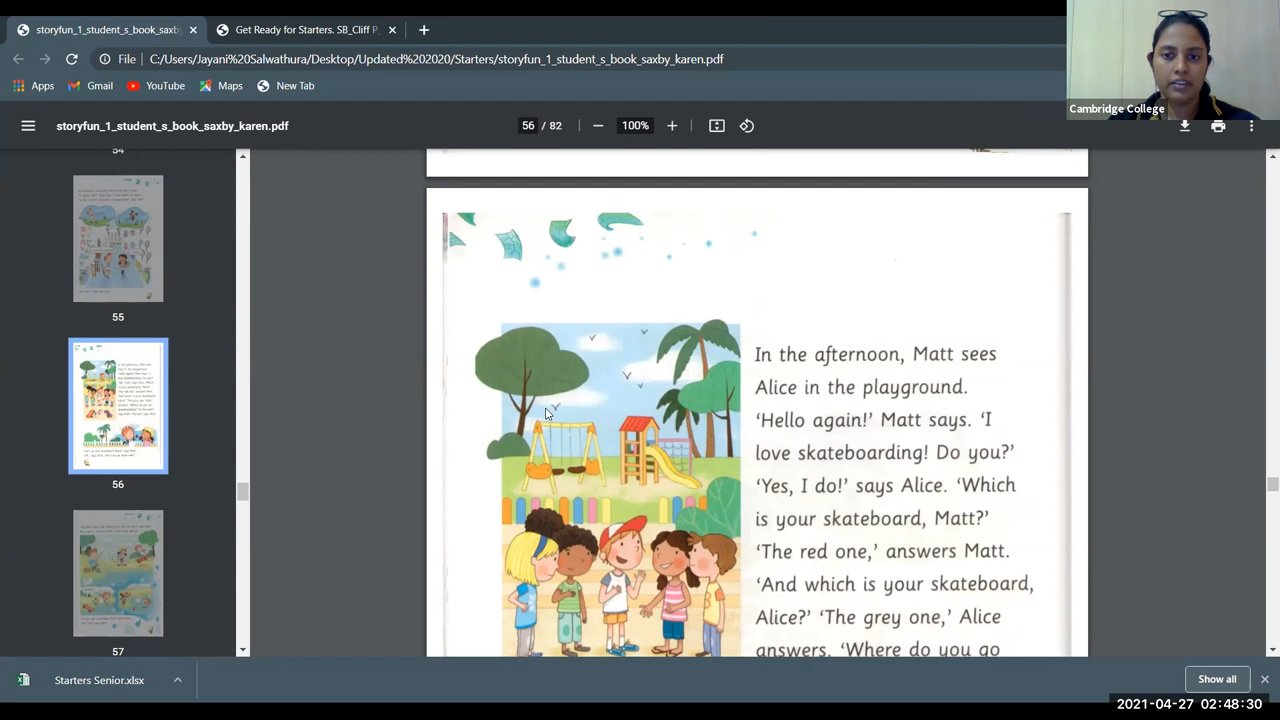 storyfun_1_student_s_book_saxby
Get Ready for Starters. SB_Cliff P
File
C:/Users/Jayani%20Salwathura/Desktop/Updated%202020/Starters/storyfun_1_student_s_book_saxby_karen.pdf
Apps
Gmail
YouTube
Maps
New Tab
Cambridge College
storyfun_1_student_s_book_saxby_karen.pdf
56 / 82
100%
54
55
56
57
In the afternoon, Matt sees
Alice in the playground.
‘Hello again!’ Matt says. ‘I
love skateboarding! Do you?’
‘Yes, I do!’ says Alice. ‘Which
is your skateboard, Matt?’
‘The red one,’ answers Matt.
‘And which is your skateboard,
Alice?’ ‘The grey one,’ Alice
answers. ‘Where do you go
Starters Senior.xlsx
Show all
2021-04-27 02:48:30